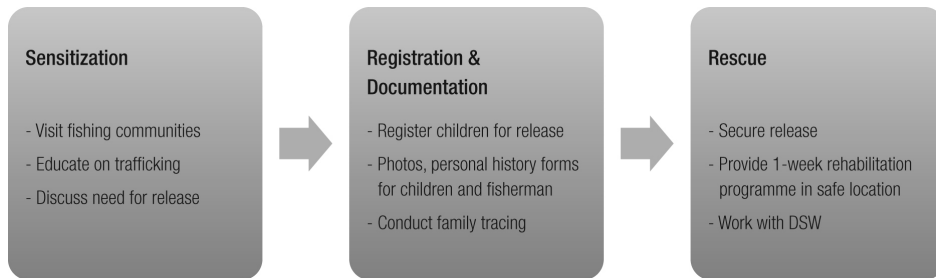 Sensitization
- Visit fishing communities
- Educate on trafficking
- Discuss need for release
Registration &
Documentation
- Register children for release
- Photos, personal history forms
for children and fisherman
- Conduct family tracing
Rescue
- Secure release
- Provide 1-week rehabilitation
programme in safe location
- Work with DSW